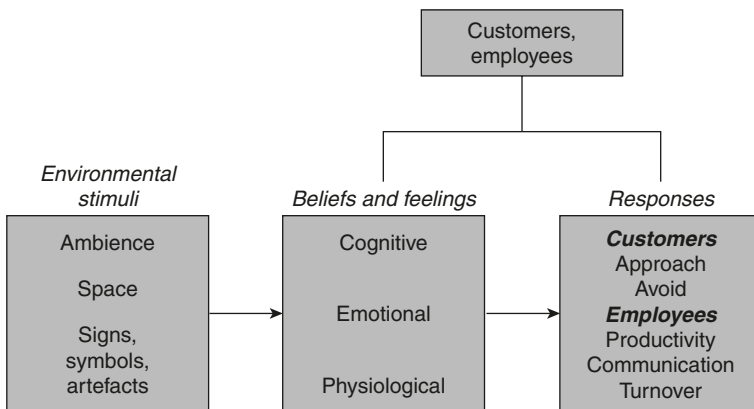 Customers,
employees
Environmental
stimuli
Ambience
Space
Signs,
symbols,
artefacts
Beliefs and feelings
Cognitive
Emotional
Physiological
Responses
Customers
Approach
Avoid
Employees
Productivity
Communication
Turnover